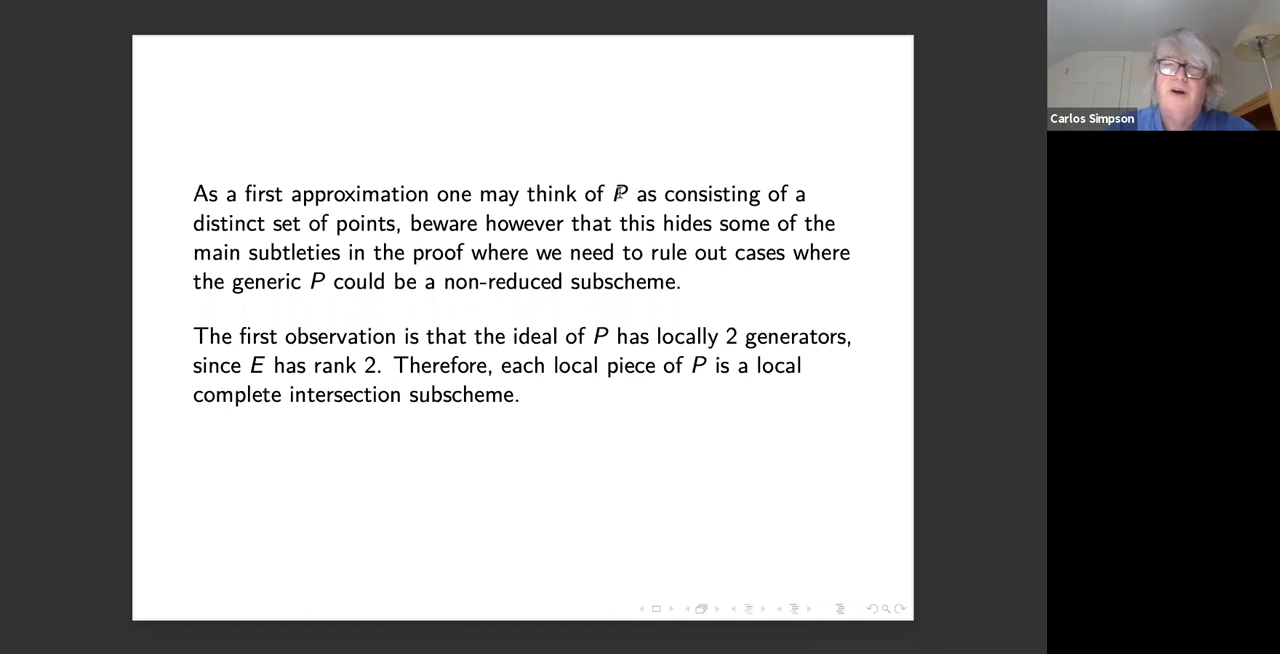 As a first approximation one may think of P as consisting of a
distinct set of points, beware however that this hides some of the
main subtleties in the proof where we need to rule out cases where
the generic P could be a non-reduced subscheme.
The first observation is that the ideal of P has locally 2 generators,
since E has rank 2. Therefore, each local piece of P is a local
complete intersection subscheme.
Carlos Simpson